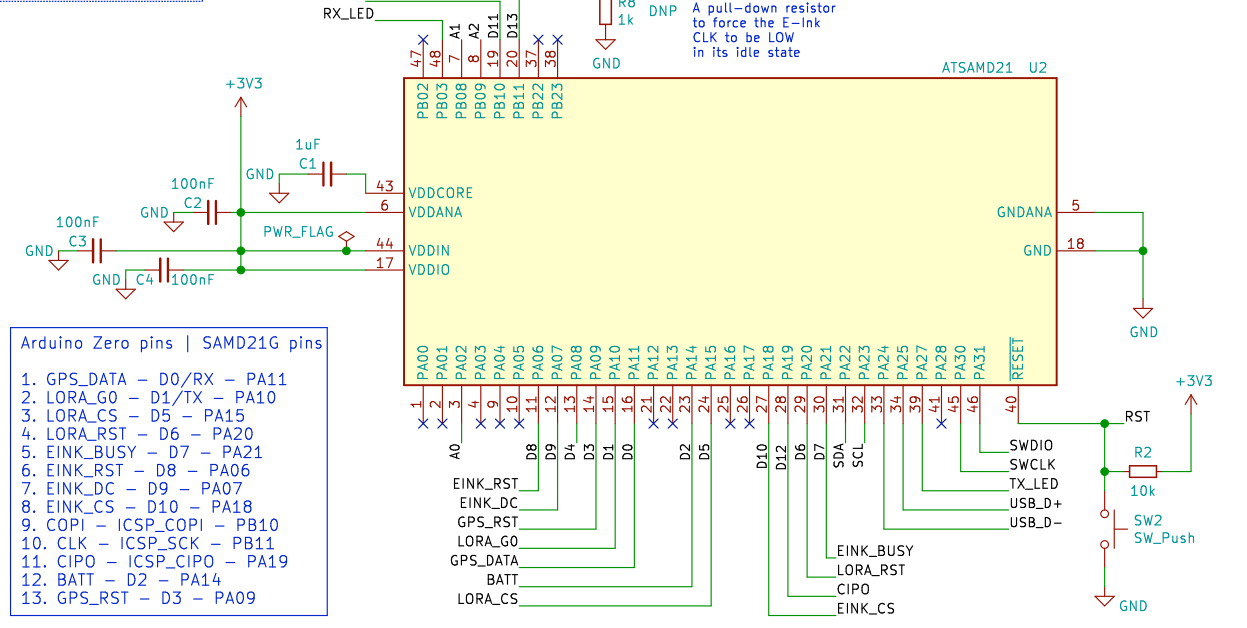 R8
1k
DNP
A pull-down resistor
to force the E-Ink
CLK to be LOW
in its idle state
GND
RX_LED
A1
A2
D11
D13
47
48
7
8
19
20
37
38
ATSAMD21 U2
PB02
PB03
PB08
PB09
PB10
PB11
PB22
PB23
+3V3
1uF
C1
GND
100nF
C2
GND
100nF
C3
GND
GND
C4
100nF
PWR_FLAG
43
VDDCORE
6
VDDANA
44
VDDIN
17
VDDIO
GNDANA
5
GND
18
GND
Arduino Zero pins | SAMD21G pins
1. GPS_DATA – D0/RX – PA11
2. LORA_G0 – D1/TX – PA10
3. LORA_CS – D5 – PA15
4. LORA_RST – D6 – PA20
5. EINK_BUSY – D7 – PA21
6. EINK_RST – D8 – PA06
7. EINK_DC – D9 – PA07
8. EINK_CS – D10 – PA18
9. COPI – ICSP_COPI – PB10
10. CLK – ICSP_SCK – PB11
11. CIPO – ICSP_CIPO – PA19
12. BATT – D2 – PA14
13. GPS_RST – D3 – PA09
PA00
PA01
PA02
PA03
PA04
PA05
PA06
PA07
PA08
PA09
PA10
PA11
PA12
PA13
PA14
PA15
PA16
PA17
PA18
PA19
PA20
PA21
PA22
PA23
PA24
PA25
PA27
PA28
PA30
PA31
RESET
1
2
3
4
9
10
11
12
13
14
15
16
21
22
23
24
25
26
27
28
29
30
31
32
33
34
39
41
45
46
40
A0
D8
D9
D4
D3
D1
D0
D2
D5
D10
D12
D6
D7
SDA
SCL
EINK_RST
EINK_DC
GPS_RST
LORA_G0
GPS_DATA
BATT
LORA_CS
EINK_BUSY
LORA_RST
CIPO
EINK_CS
SWDIO
SWCLK
TX_LED
USB_D+
USB_D-
RST
+3V3
R2
10k
SW2
SW_Push
GND